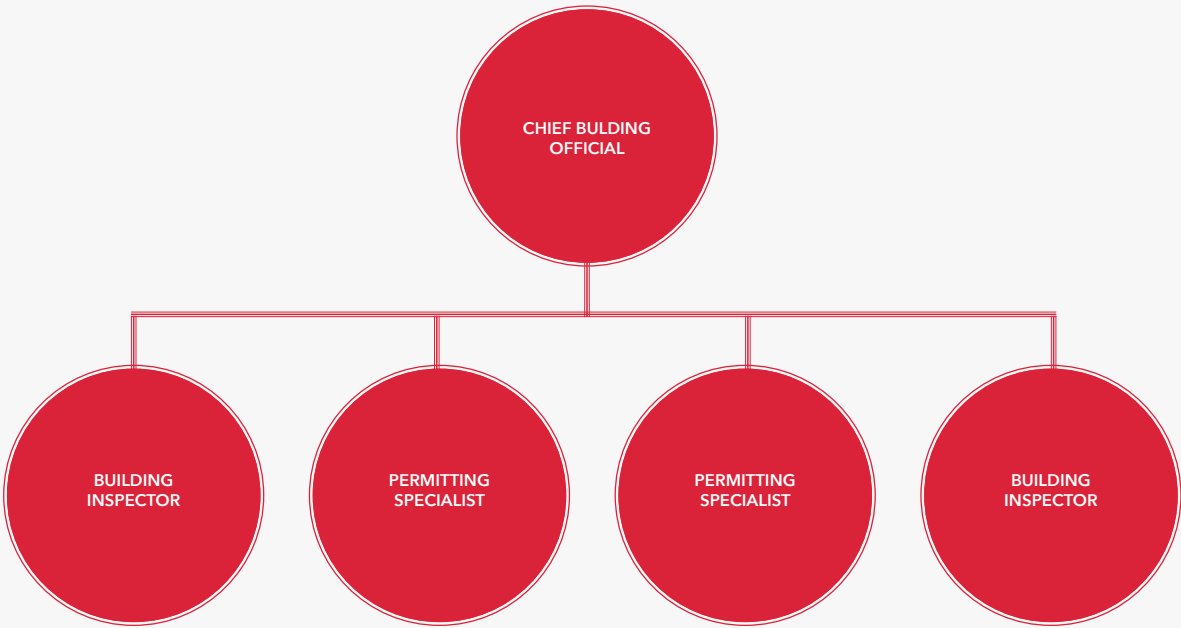 CHIEF BULDING
OFFICIAL
BUILDING
INSPECTOR
PERMITTING
SPECIALIST
PERMITTING
SPECIALIST
BUILDING
INSPECTOR